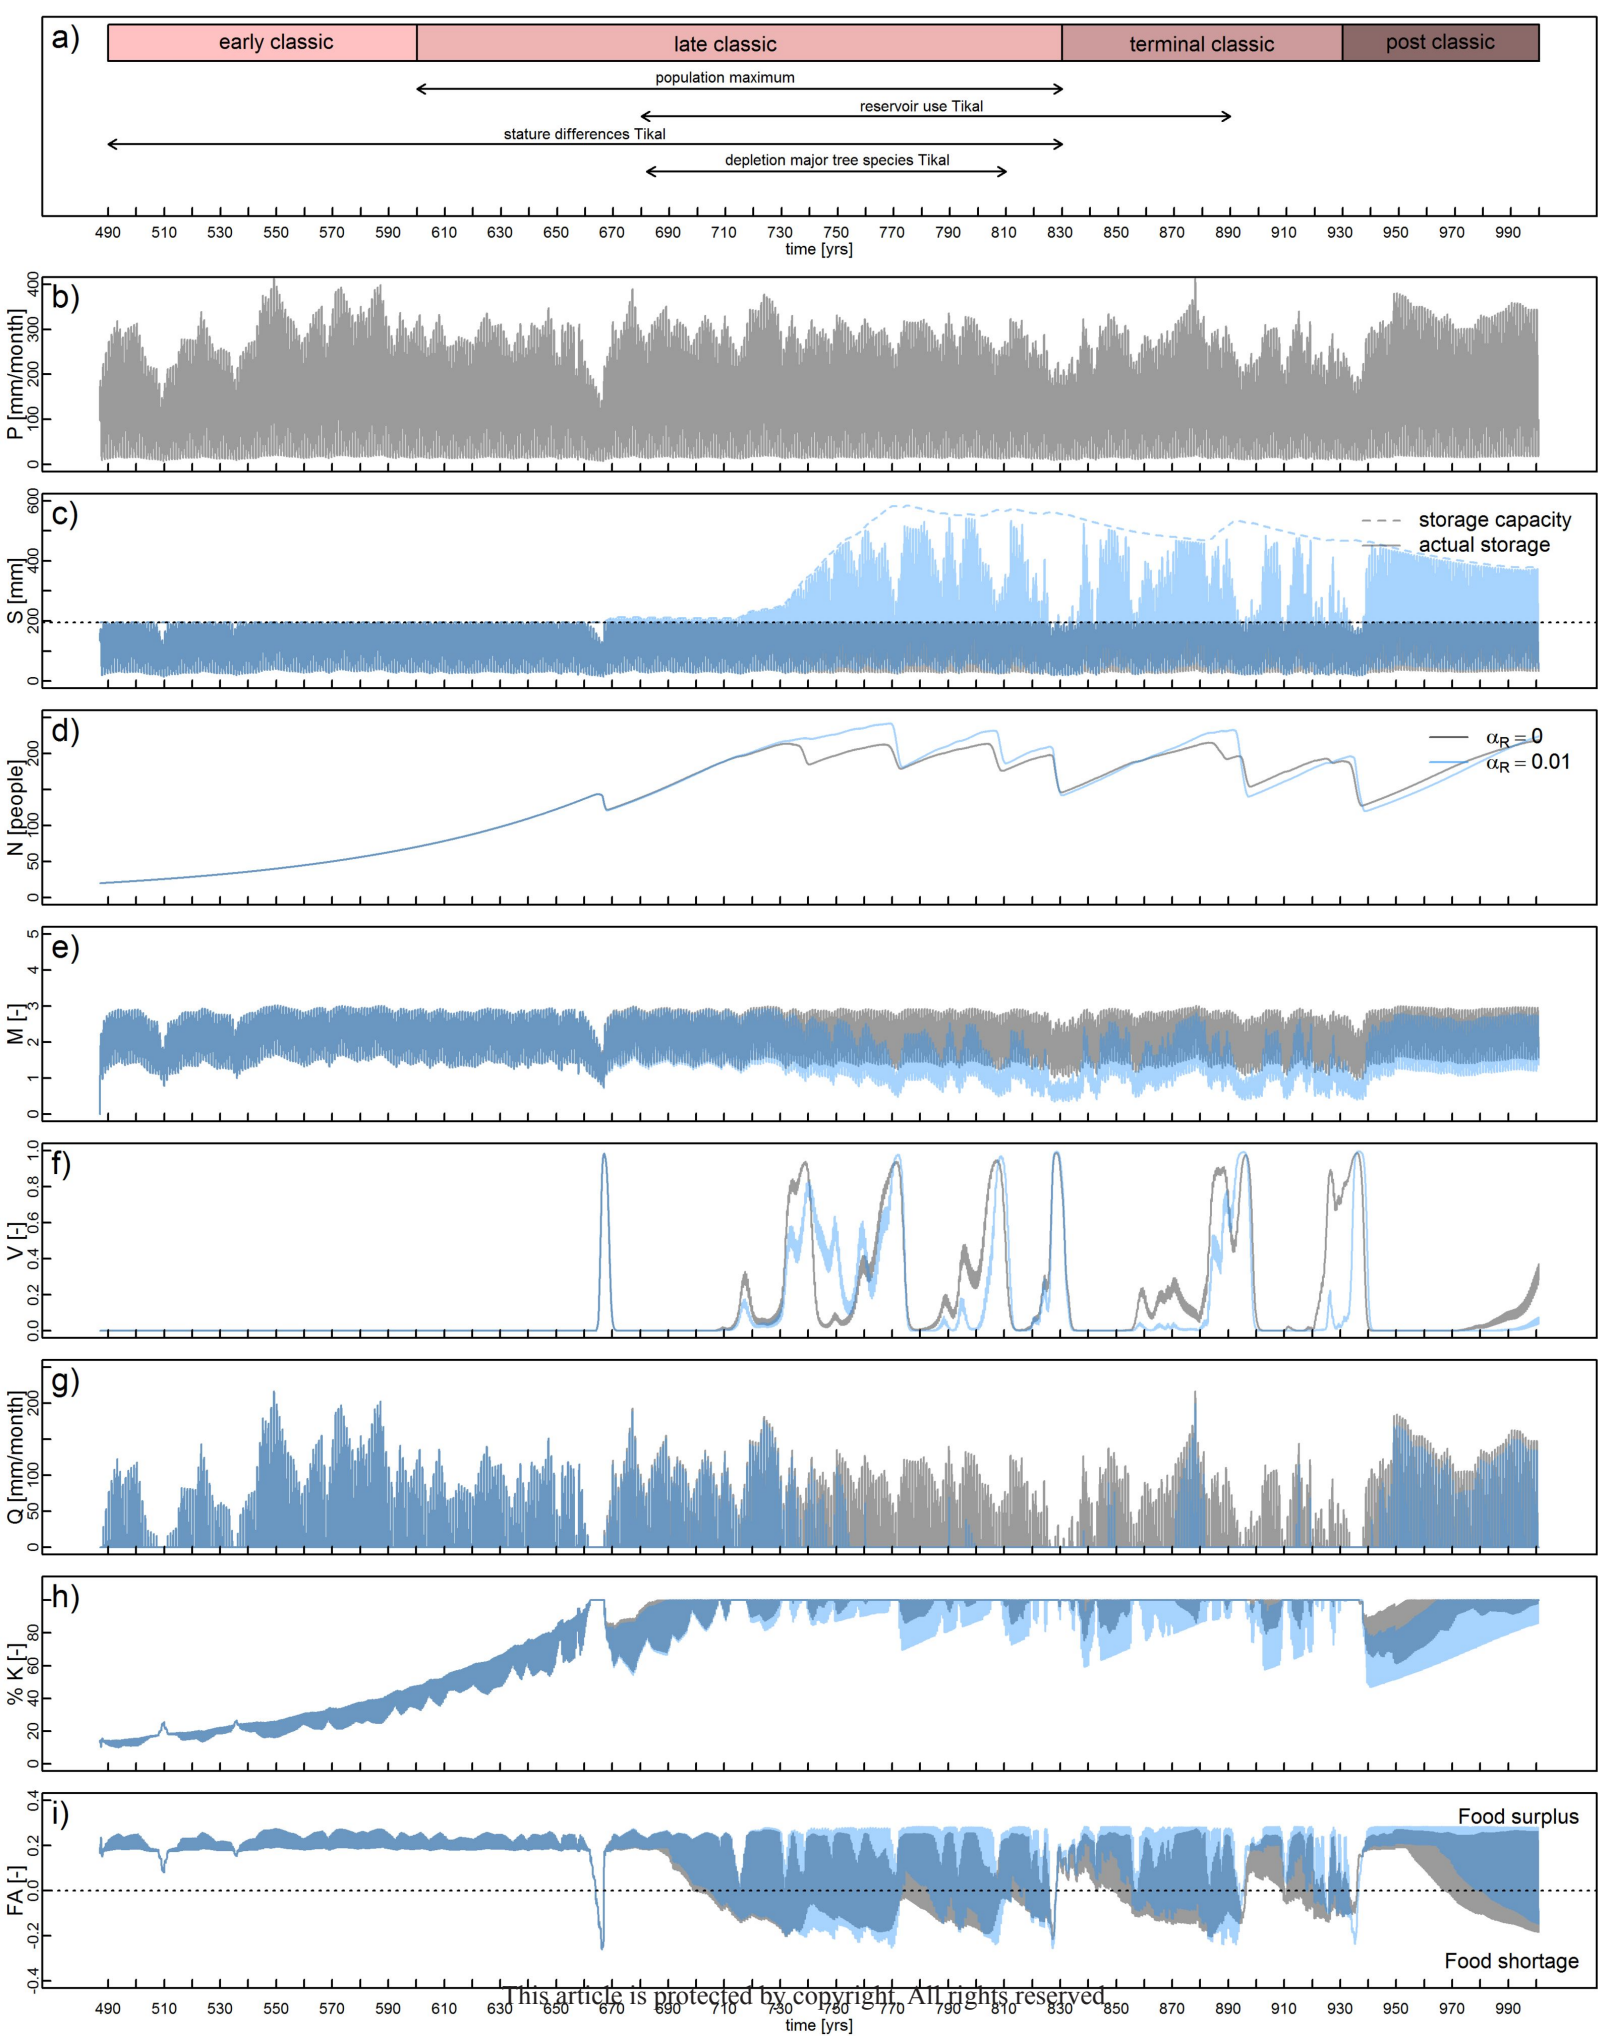 a)
early classic late classic terminal classic post classic
population maximum
reservoir use Tikal
stature differences Tikal
depletion major tree species Tikal
490 510 530 550 570 590 610 630 650 670 690 710 730 750 770 790 810 830 850 870 890 910 930 950 970 990
time [yrs]
b)
P [mm/month]
0 100 200 300 400
c)
S [mm]
0 200 400 600
storage capacity
actual storage
d)
N [people]
0 50 100 200
αR = 0
αR = 0.01
e)
M [-]
0 1 2 3 4 5
f)
V [-]
0.0 0.2 0.4 0.6 0.8 1.0
g)
Q [mm/month]
0 50 100 200
h)
% K [-]
0 20 40 60 80
i)
FA [-]
-0.4 -0.2 0.0 0.2 0.4
Food surplus
Food shortage
490 510 530 550 570 590 610 630 650 670 690 710 730 750 770 790 810 830 850 870 890 910 930 950 970 990
This article is protected by copyright. All rights reserved
time [yrs]